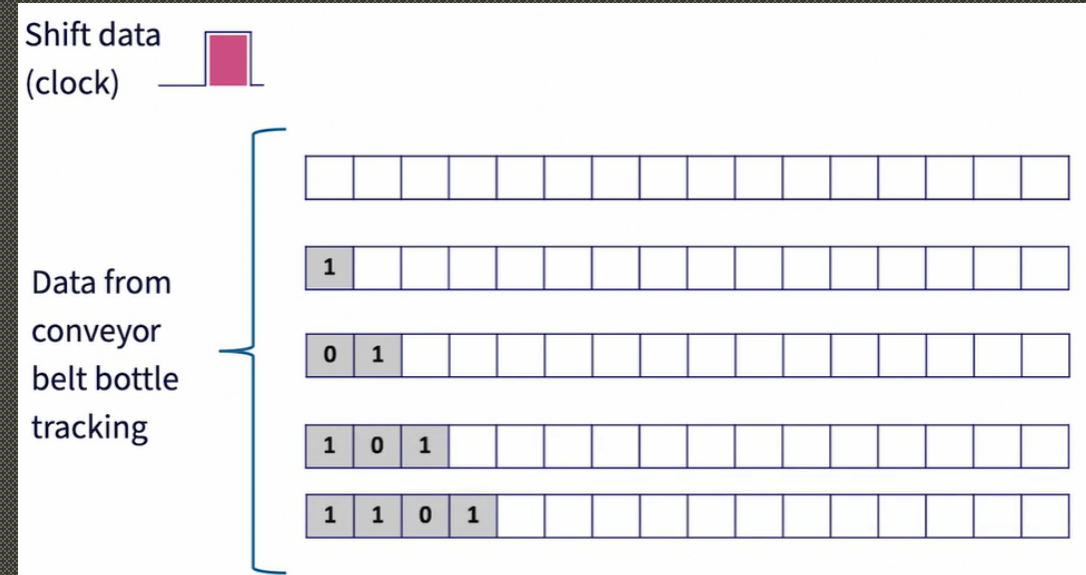 Shift data
(clock)
Data from
conveyor
belt bottle
tracking
1
0 1
1 0 1
1 1 0 1